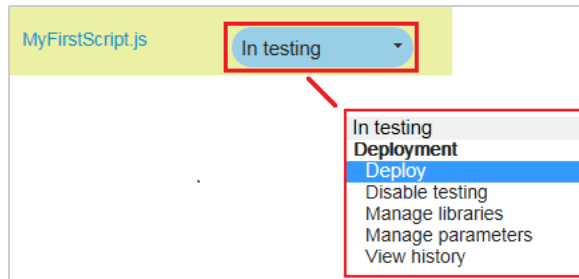 MyFirstScript.js
In testing
In testing
Deployment
Deploy
Disable testing
Manage libraries
Manage parameters
View history